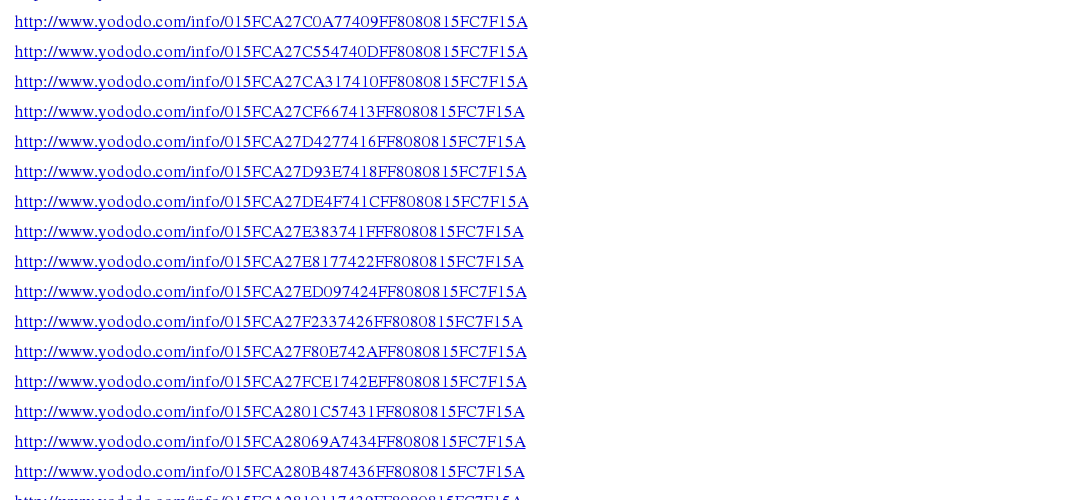 http://www.yododo.com/info/015FCA27C0A77409FF8080815FC7F15A
http://www.yododo.com/info/015FCA27C554740DFF8080815FC7F15A
http://www.yododo.com/info/015FCA27CA317410FF8080815FC7F15A
http://www.yododo.com/info/015FCA27CF667413FF8080815FC7F15A
http://www.yododo.com/info/015FCA27D4277416FF8080815FC7F15A
http://www.yododo.com/info/015FCA27D93E7418FF8080815FC7F15A
http://www.yododo.com/info/015FCA27DE4F741CFF8080815FC7F15A
http://www.yododo.com/info/015FCA27E383741FFF8080815FC7F15A
http://www.yododo.com/info/015FCA27E8177422FF8080815FC7F15A
http://www.yododo.com/info/015FCA27ED097424FF8080815FC7F15A
http://www.yododo.com/info/015FCA27F2337426FF8080815FC7F15A
http://www.yododo.com/info/015FCA27F80E742AFF8080815FC7F15A
http://www.yododo.com/info/015FCA27FCE1742EFF8080815FC7F15A
http://www.yododo.com/info/015FCA2801C57431FF8080815FC7F15A
http://www.yododo.com/info/015FCA28069A7434FF8080815FC7F15A
http://www.yododo.com/info/015FCA280B487436FF8080815FC7F15A